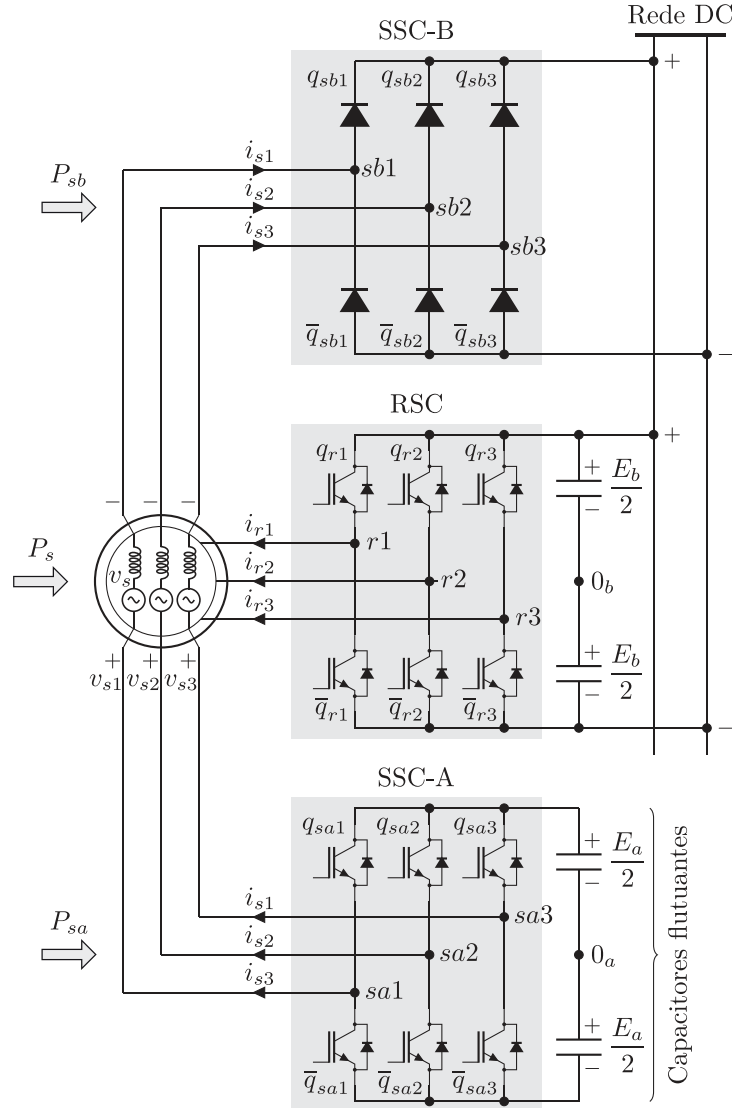 Rede DC
SSC-B
q_sb1 q_sb2 q_sb3 +
i_s1 sb1
P_sb i_s2 sb2
i_s3 sb3
q̅_sb1 q̅_sb2 q̅_sb3
−
RSC
q_r1 q_r2 q_r3 + E_b/2 − +
− − −
i_r1 r1
P_s v_s i_r2 r2 0_b
i_r3 r3
+ + +
v_s1 v_s2 v_s3
q̅_r1 q̅_r2 q̅_r3 + E_b/2 − −
SSC-A
q_sa1 q_sa2 q_sa3 + E_a/2 −
i_s1 sa3
P_sa i_s2 sa2 0_a
i_s3 sa1
q̅_sa1 q̅_sa2 q̅_sa3 + E_a/2 −
Capacitores flutuantes